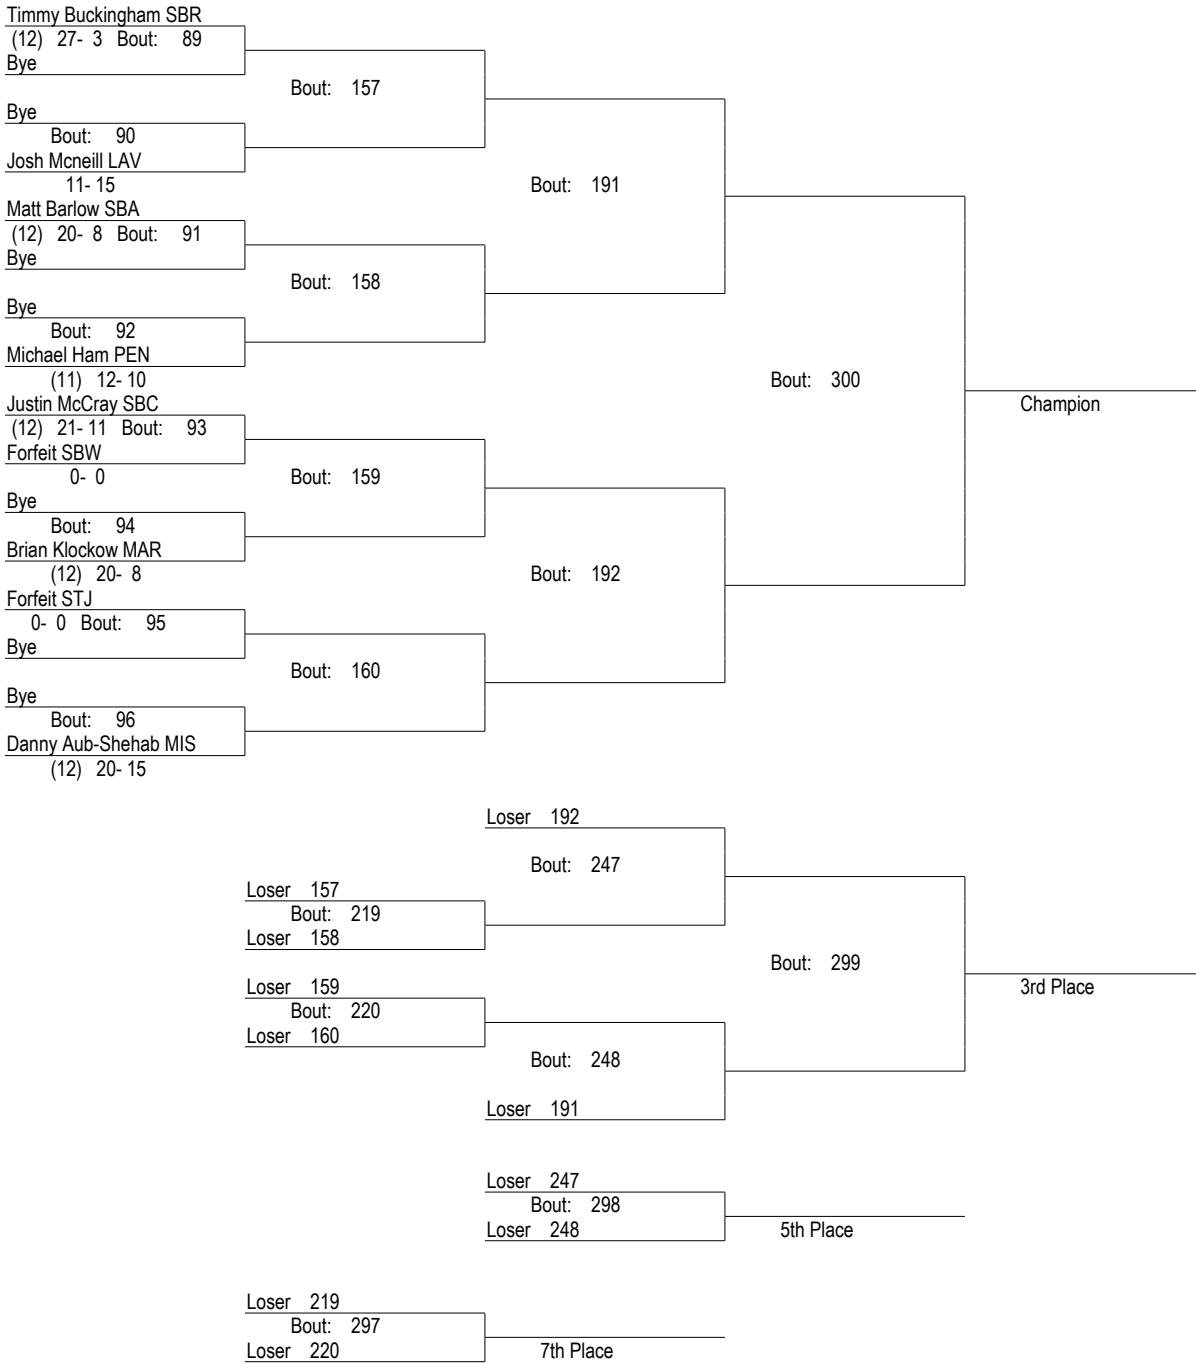 Timmy Buckingham SBR
(12) 27- 3 Bout: 89
Bye
Bout: 157
Bye
Bout: 90
Josh Mcneill LAV
11- 15
Bout: 191
Matt Barlow SBA
(12) 20- 8 Bout: 91
Bye
Bout: 158
Bye
Bout: 92
Michael Ham PEN
(11) 12- 10
Bout: 300
Justin McCray SBC
Champion
(12) 21- 11 Bout: 93
Forfeit SBW
0- 0
Bout: 159
Bye
Bout: 94
Brian Klockow MAR
(12) 20- 8
Bout: 192
Forfeit STJ
0- 0 Bout: 95
Bye
Bout: 160
Bye
Bout: 96
Danny Aub-Shehab MIS
(12) 20- 15
Loser 192
Bout: 247
Loser 157
Bout: 219
Loser 158
Bout: 299
Loser 159
3rd Place
Bout: 220
Loser 160
Bout: 248
Loser 191
Loser 247
Bout: 298
Loser 248
5th Place
Loser 219
Bout: 297
Loser 220
7th Place